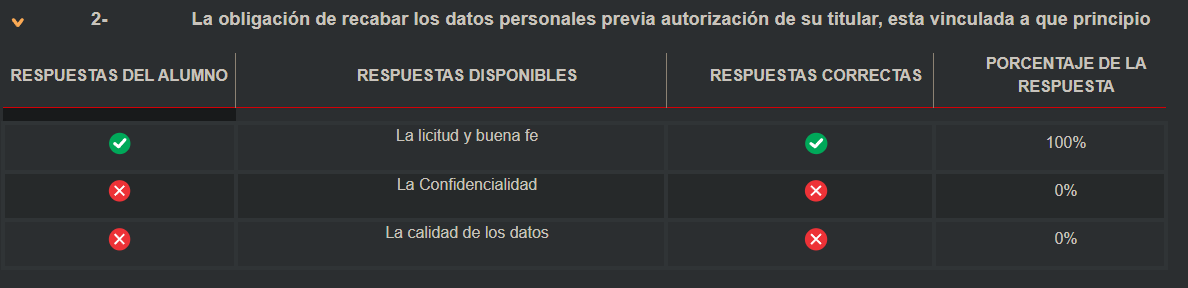 2- La obligación de recabar los datos personales previa autorización de su titular, esta vinculada a que principio
RESPUESTAS DEL ALUMNO RESPUESTAS DISPONIBLES RESPUESTAS CORRECTAS PORCENTAJE DE LA
RESPUESTA
La licitud y buena fe 100%
La Confidencialidad 0%
La calidad de los datos 0%